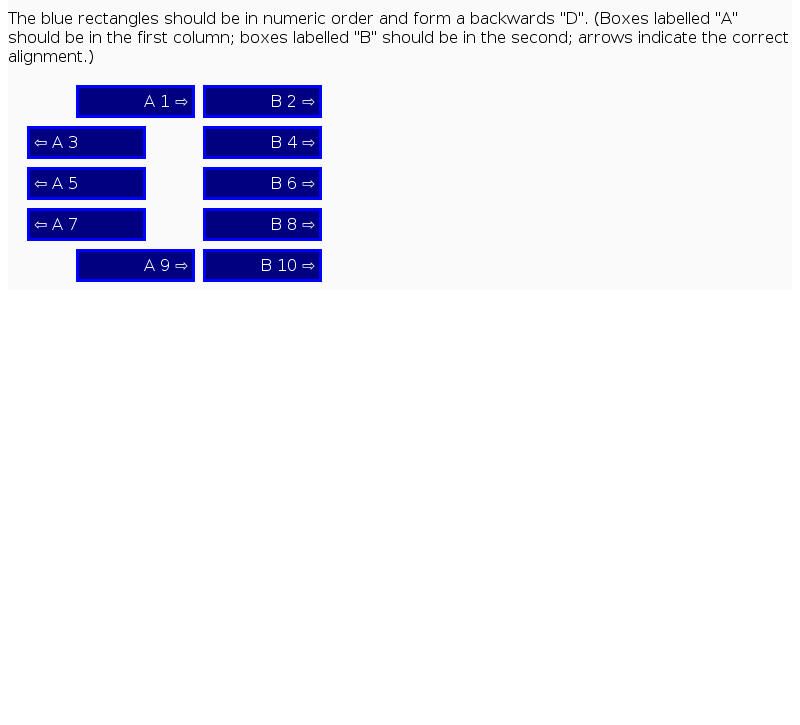 The blue rectangles should be in numeric order and form a backwards "D". (Boxes labelled "A"
should be in the first column; boxes labelled "B" should be in the second; arrows indicate the correct
alignment.)
A 1 ⇨ B 2 ⇨
⇦ A 3 B 4 ⇨
⇦ A 5 B 6 ⇨
⇦ A 7 B 8 ⇨
A 9 ⇨ B 10 ⇨